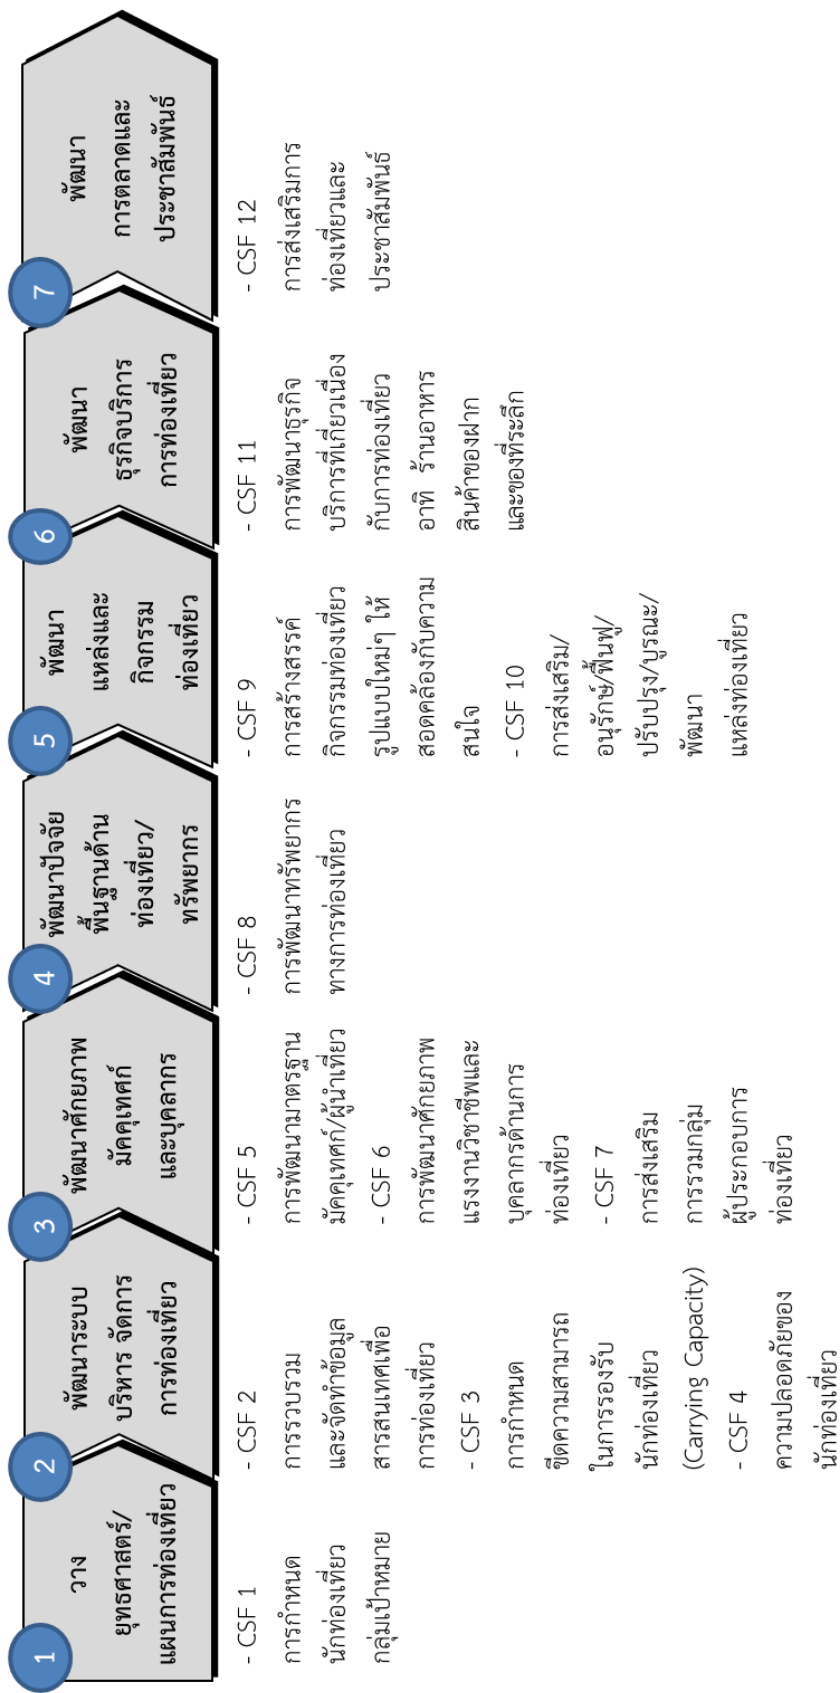 1
วาง
ยุทธศาสตร์/
แผนการท่องเที่ยว
- CSF 1
การกำหนด
นักท่องเที่ยว
กลุ่มเป้าหมาย
2
พัฒนาระบบ
บริหาร จัดการ
การท่องเที่ยว
- CSF 2
การรวบรวม
และจัดทำข้อมูล
สารสนเทศเพื่อ
การท่องเที่ยว
- CSF 3
การกำหนด
ขีดความสามารถ
ในการรองรับ
นักท่องเที่ยว
(Carrying Capacity)
- CSF 4
ความปลอดภัยของ
นักท่องเที่ยว
3
พัฒนาศักยภาพ
มัคคุเทศก์
และบุคลากร
- CSF 5
การพัฒนามาตรฐาน
มัคคุเทศก์/ผู้นำเที่ยว
- CSF 6
การพัฒนาศักยภาพ
แรงงานวิชาชีพและ
บุคลากรด้านการ
ท่องเที่ยว
- CSF 7
การส่งเสริม
การรวมกลุ่ม
ผู้ประกอบการ
ท่องเที่ยว
4
พัฒนาปัจจัย
พื้นฐานด้าน
ท่องเที่ยว/
ทรัพยากร
- CSF 8
การพัฒนาทรัพยากร
ทางการท่องเที่ยว
5
พัฒนา
แหล่งและ
กิจกรรม
ท่องเที่ยว
- CSF 9
การสร้างสรรค์
กิจกรรมท่องเที่ยว
รูปแบบใหม่ๆ ให้
สอดคล้องกับความ
สนใจ
- CSF 10
การส่งเสริม/
อนุรักษ์/ฟื้นฟู/
ปรับปรุง/บูรณะ/
พัฒนา
แหล่งท่องเที่ยว
6
พัฒนา
ธุรกิจบริการ
การท่องเที่ยว
- CSF 11
การพัฒนาธุรกิจ
บริการที่เกี่ยวเนื่อง
กับการท่องเที่ยว
อาทิ ร้านอาหาร
สินค้าของฝาก
และของที่ระลึก
7
พัฒนา
การตลาดและ
ประชาสัมพันธ์
- CSF 12
การส่งเสริมการ
ท่องเที่ยวและ
ประชาสัมพันธ์